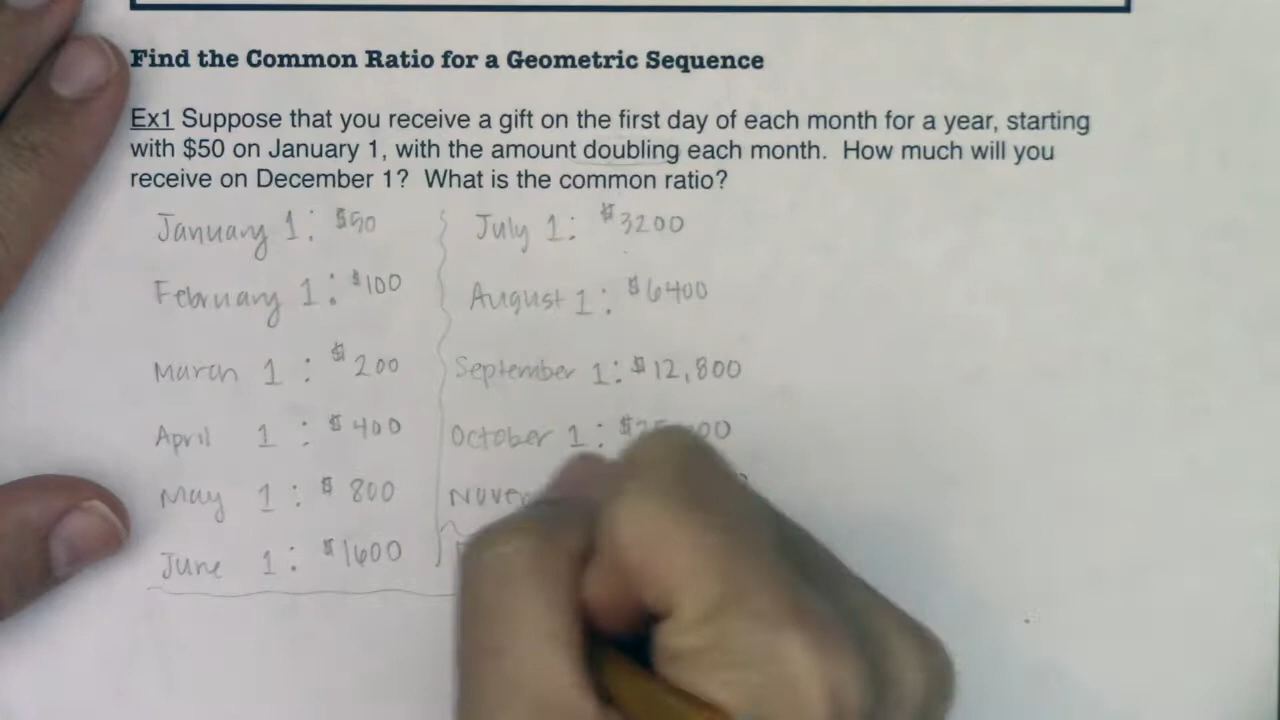 Find the Common Ratio for a Geometric Sequence
Ex1 Suppose that you receive a gift on the first day of each month for a year, starting
with $50 on January 1, with the amount doubling each month. How much will you
receive on December 1? What is the common ratio?
January 1: $50
February 1: $100
March 1: $200
April 1: $400
May 1: $800
June 1: $1600
July 1: $3200
August 1: $6400
September 1: $12,800
October 1: